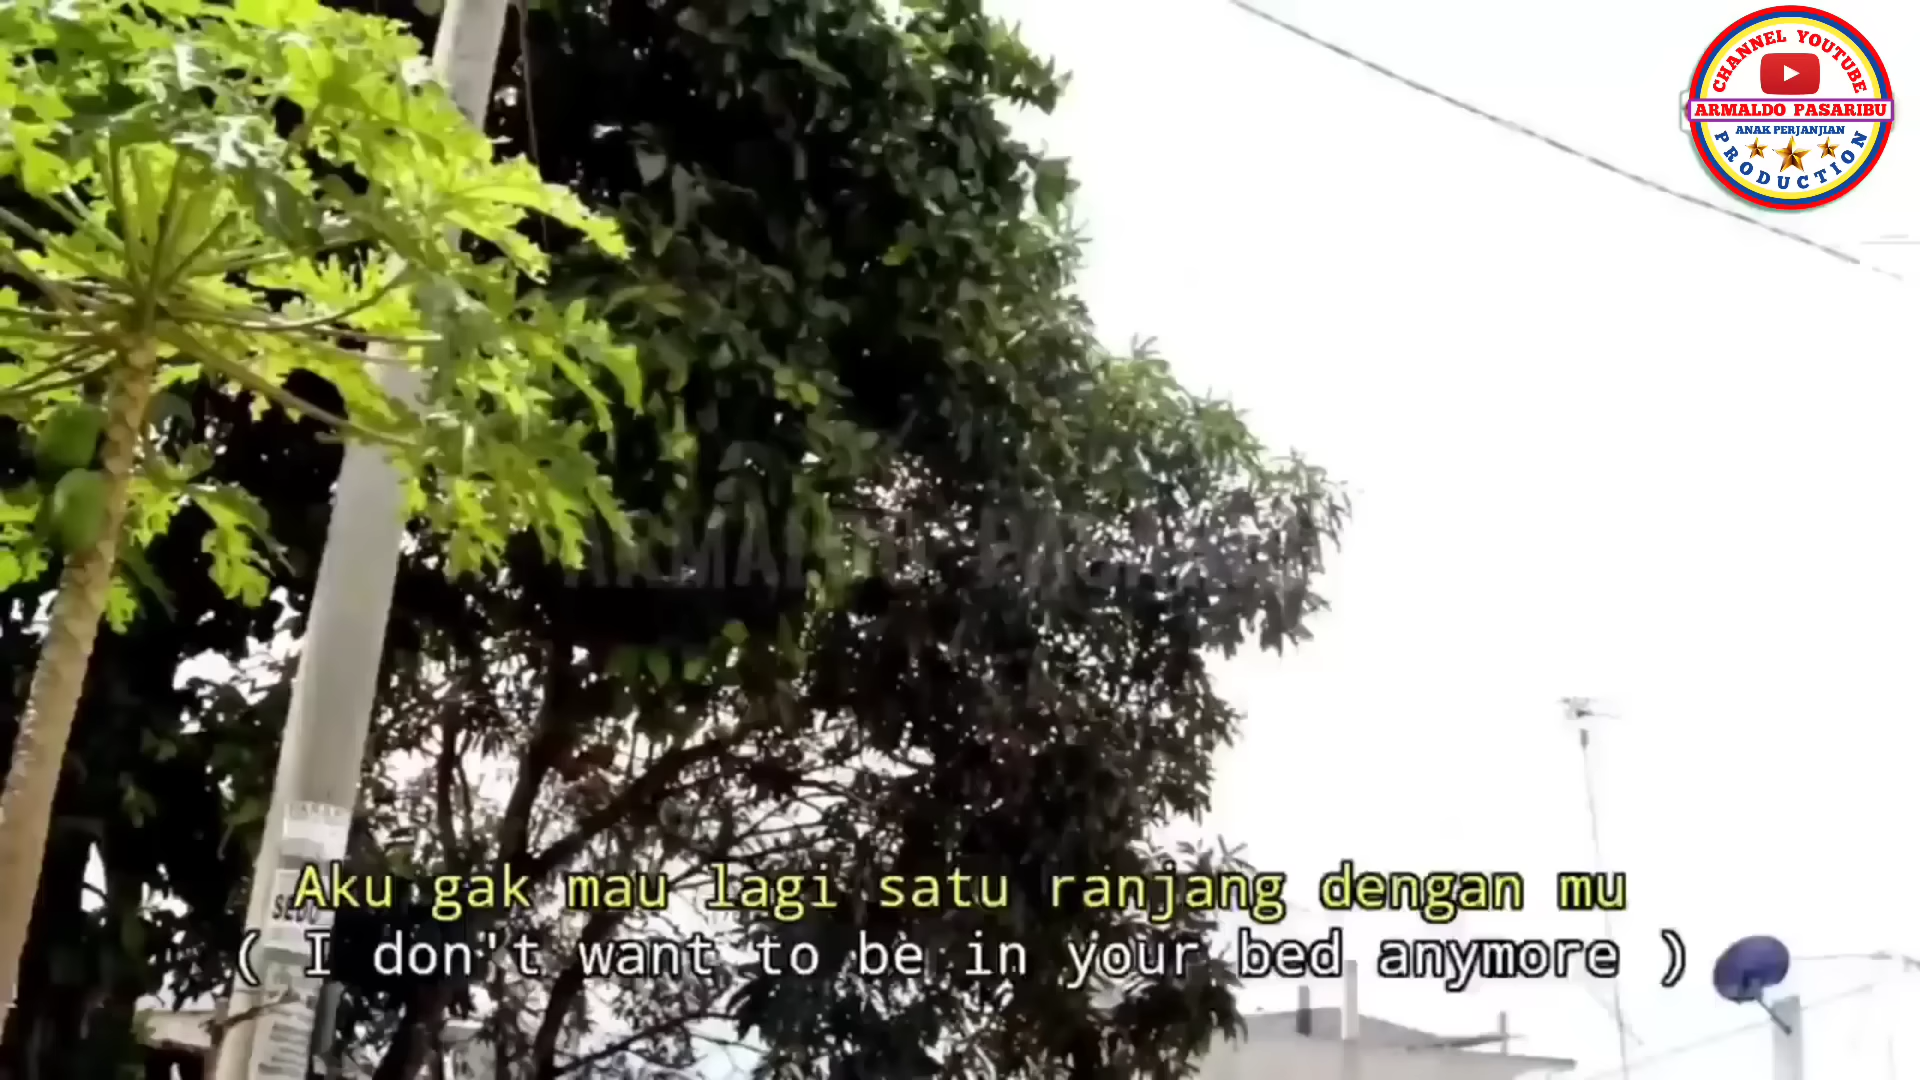 CHANNEL YOUTUBE
ARMALDO PASARIBU
ANAK PERJANJIAN
PRODUCTION
Aku gak mau lagi satu ranjang dengan mu
( I don't want to be in your bed anymore )